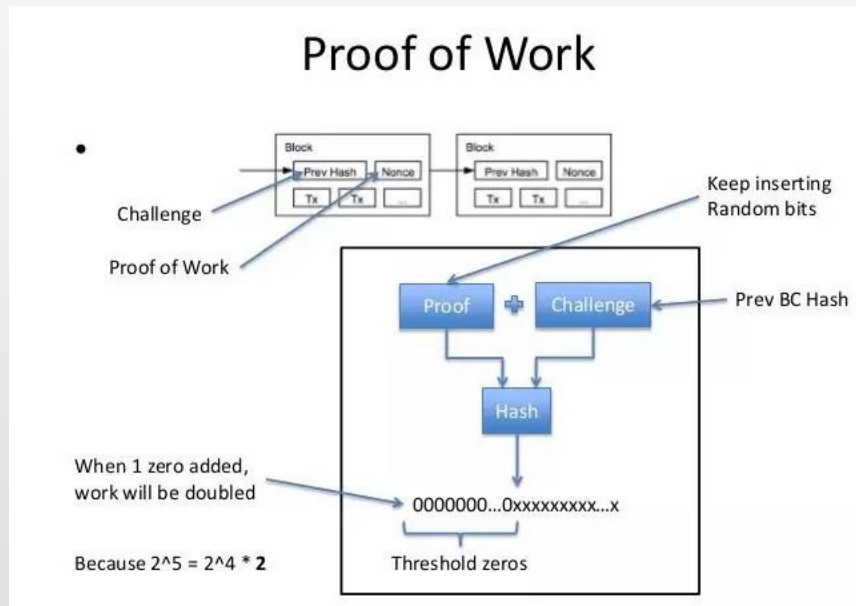 Proof of Work
•
Block
Prev Hash
Nonce
Tx
Tx
...
Block
Prev Hash
Nonce
Tx
Tx
...
Challenge
Proof of Work
Keep inserting
Random bits
Proof
Challenge
Prev BC Hash
Hash
When 1 zero added,
work will be doubled
0000000...0xxxxxxxxx...x
Because 2^5 = 2^4 * 2
Threshold zeros